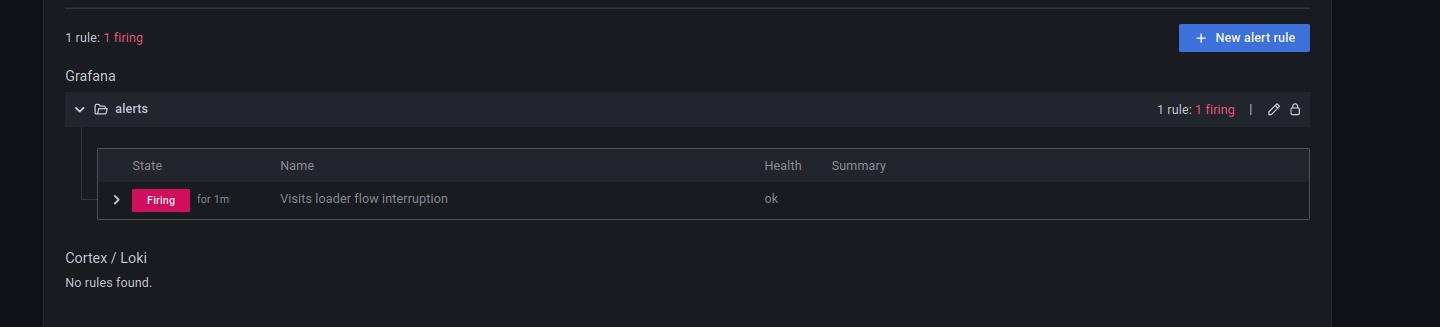 1 rule: 1 firing
+ New alert rule
Grafana
alerts
1 rule: 1 firing |
State Name Health Summary
Firing for 1m Visits loader flow interruption ok
Cortex / Loki
No rules found.